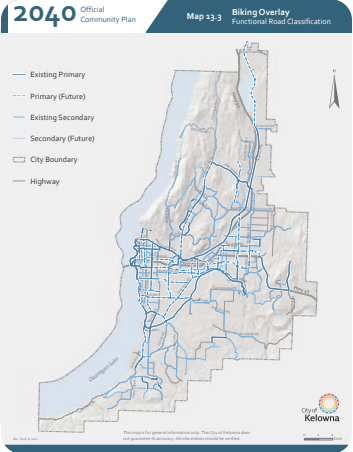 2040 Official
Community Plan
Map 13.3
Biking Overlay
Functional Road Classification
Existing Primary
Primary (Future)
Existing Secondary
Secondary (Future)
City Boundary
Highway
Okanagan Lake
City of
Kelowna
This map is for general information only. The City of Kelowna does
not guarantee its accuracy. All information should be verified.